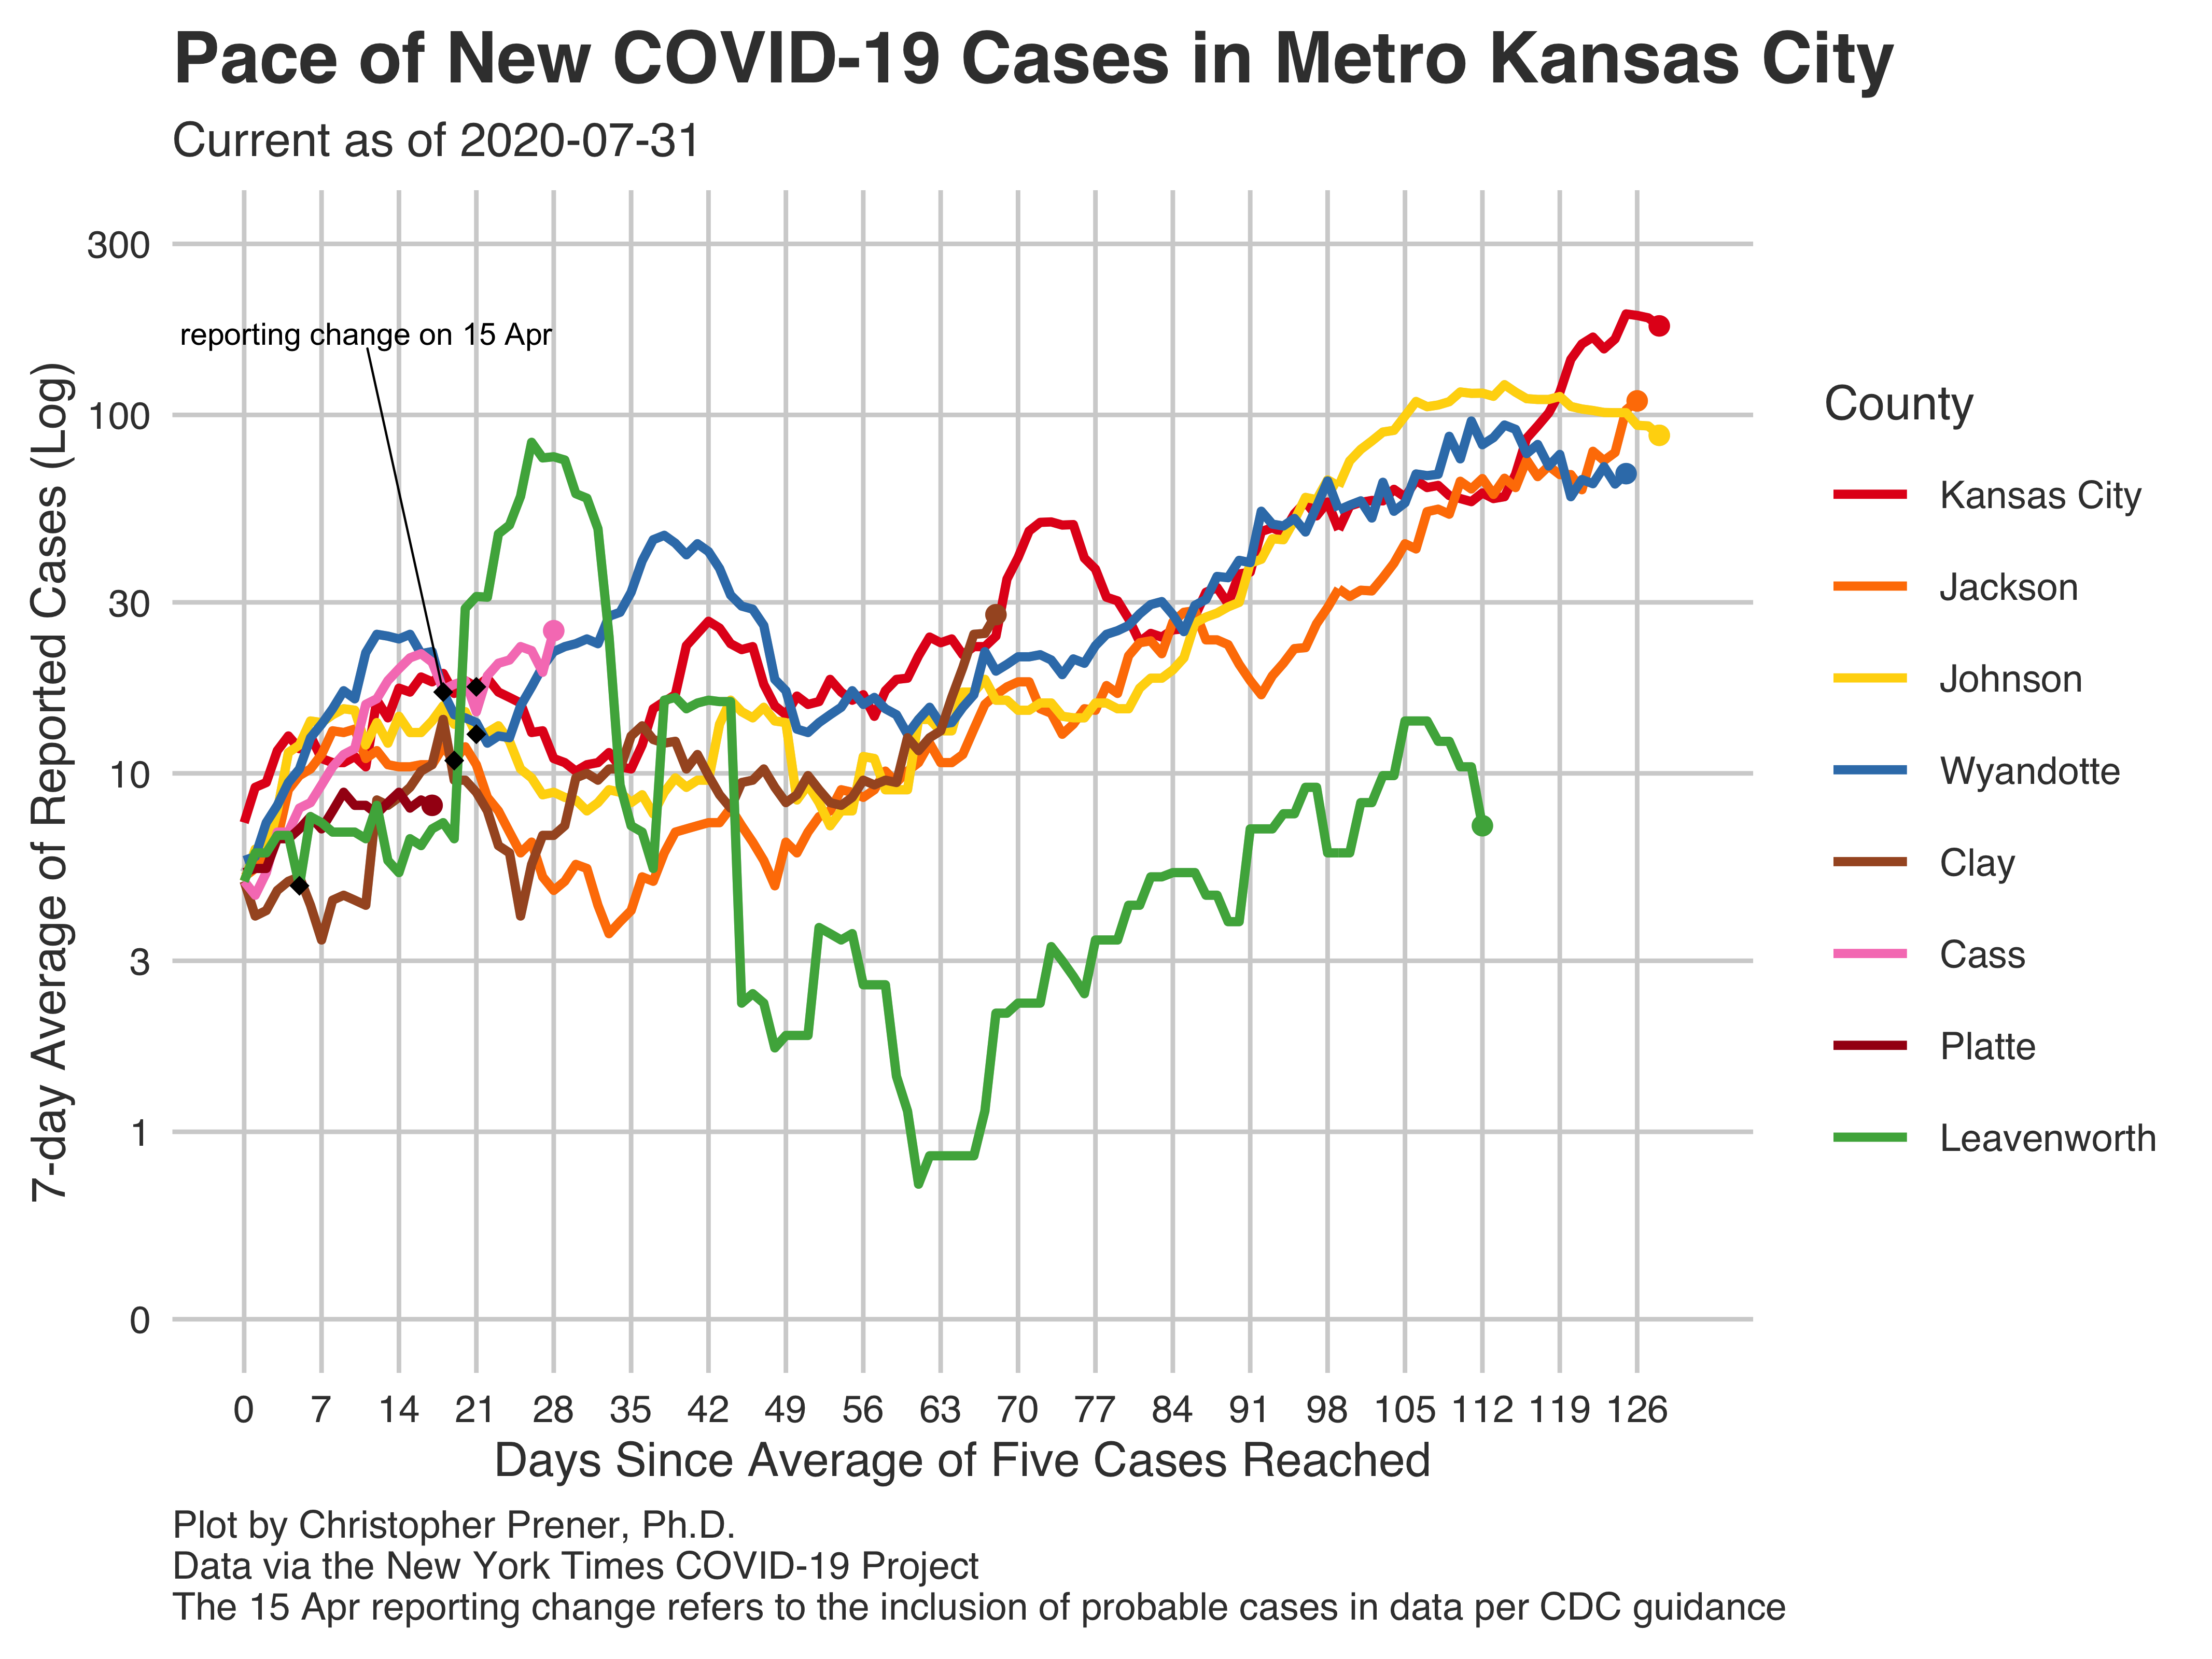 Pace of New COVID-19 Cases in Metro Kansas City
Current as of 2020-07-31
7-day Average of Reported Cases (Log)
300
100
30
10
3
1
0
reporting change on 15 Apr
0 7 14 21 28 35 42 49 56 63 70 77 84 91 98 105 112 119 126
Days Since Average of Five Cases Reached
County
Kansas City
Jackson
Johnson
Wyandotte
Clay
Cass
Platte
Leavenworth
Plot by Christopher Prener, Ph.D.
Data via the New York Times COVID-19 Project
The 15 Apr reporting change refers to the inclusion of probable cases in data per CDC guidance